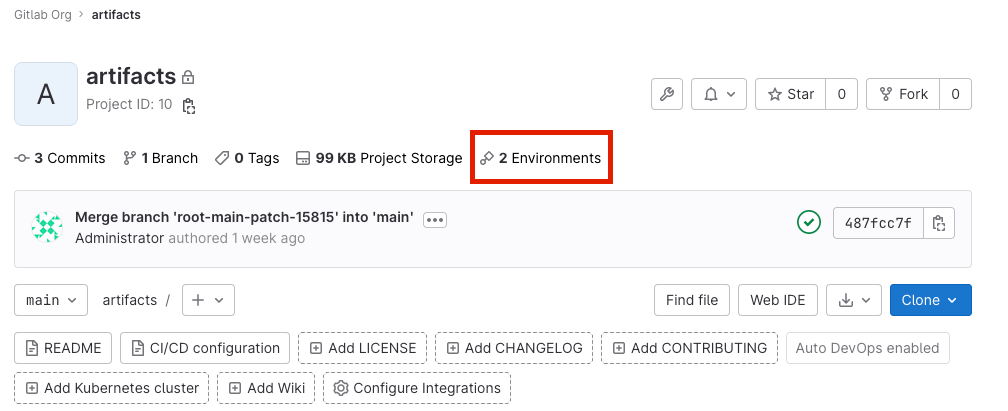 Gitlab Org > artifacts
A
artifacts
Project ID: 10
Star 0
Fork 0
3 Commits 1 Branch 0 Tags 99 KB Project Storage 2 Environments
Merge branch 'root-main-patch-15815' into 'main'
Administrator authored 1 week ago
487fcc7f
main artifacts / + Find file Web IDE Clone
README CI/CD configuration Add LICENSE Add CHANGELOG Add CONTRIBUTING Auto DevOps enabled
Add Kubernetes cluster Add Wiki Configure Integrations